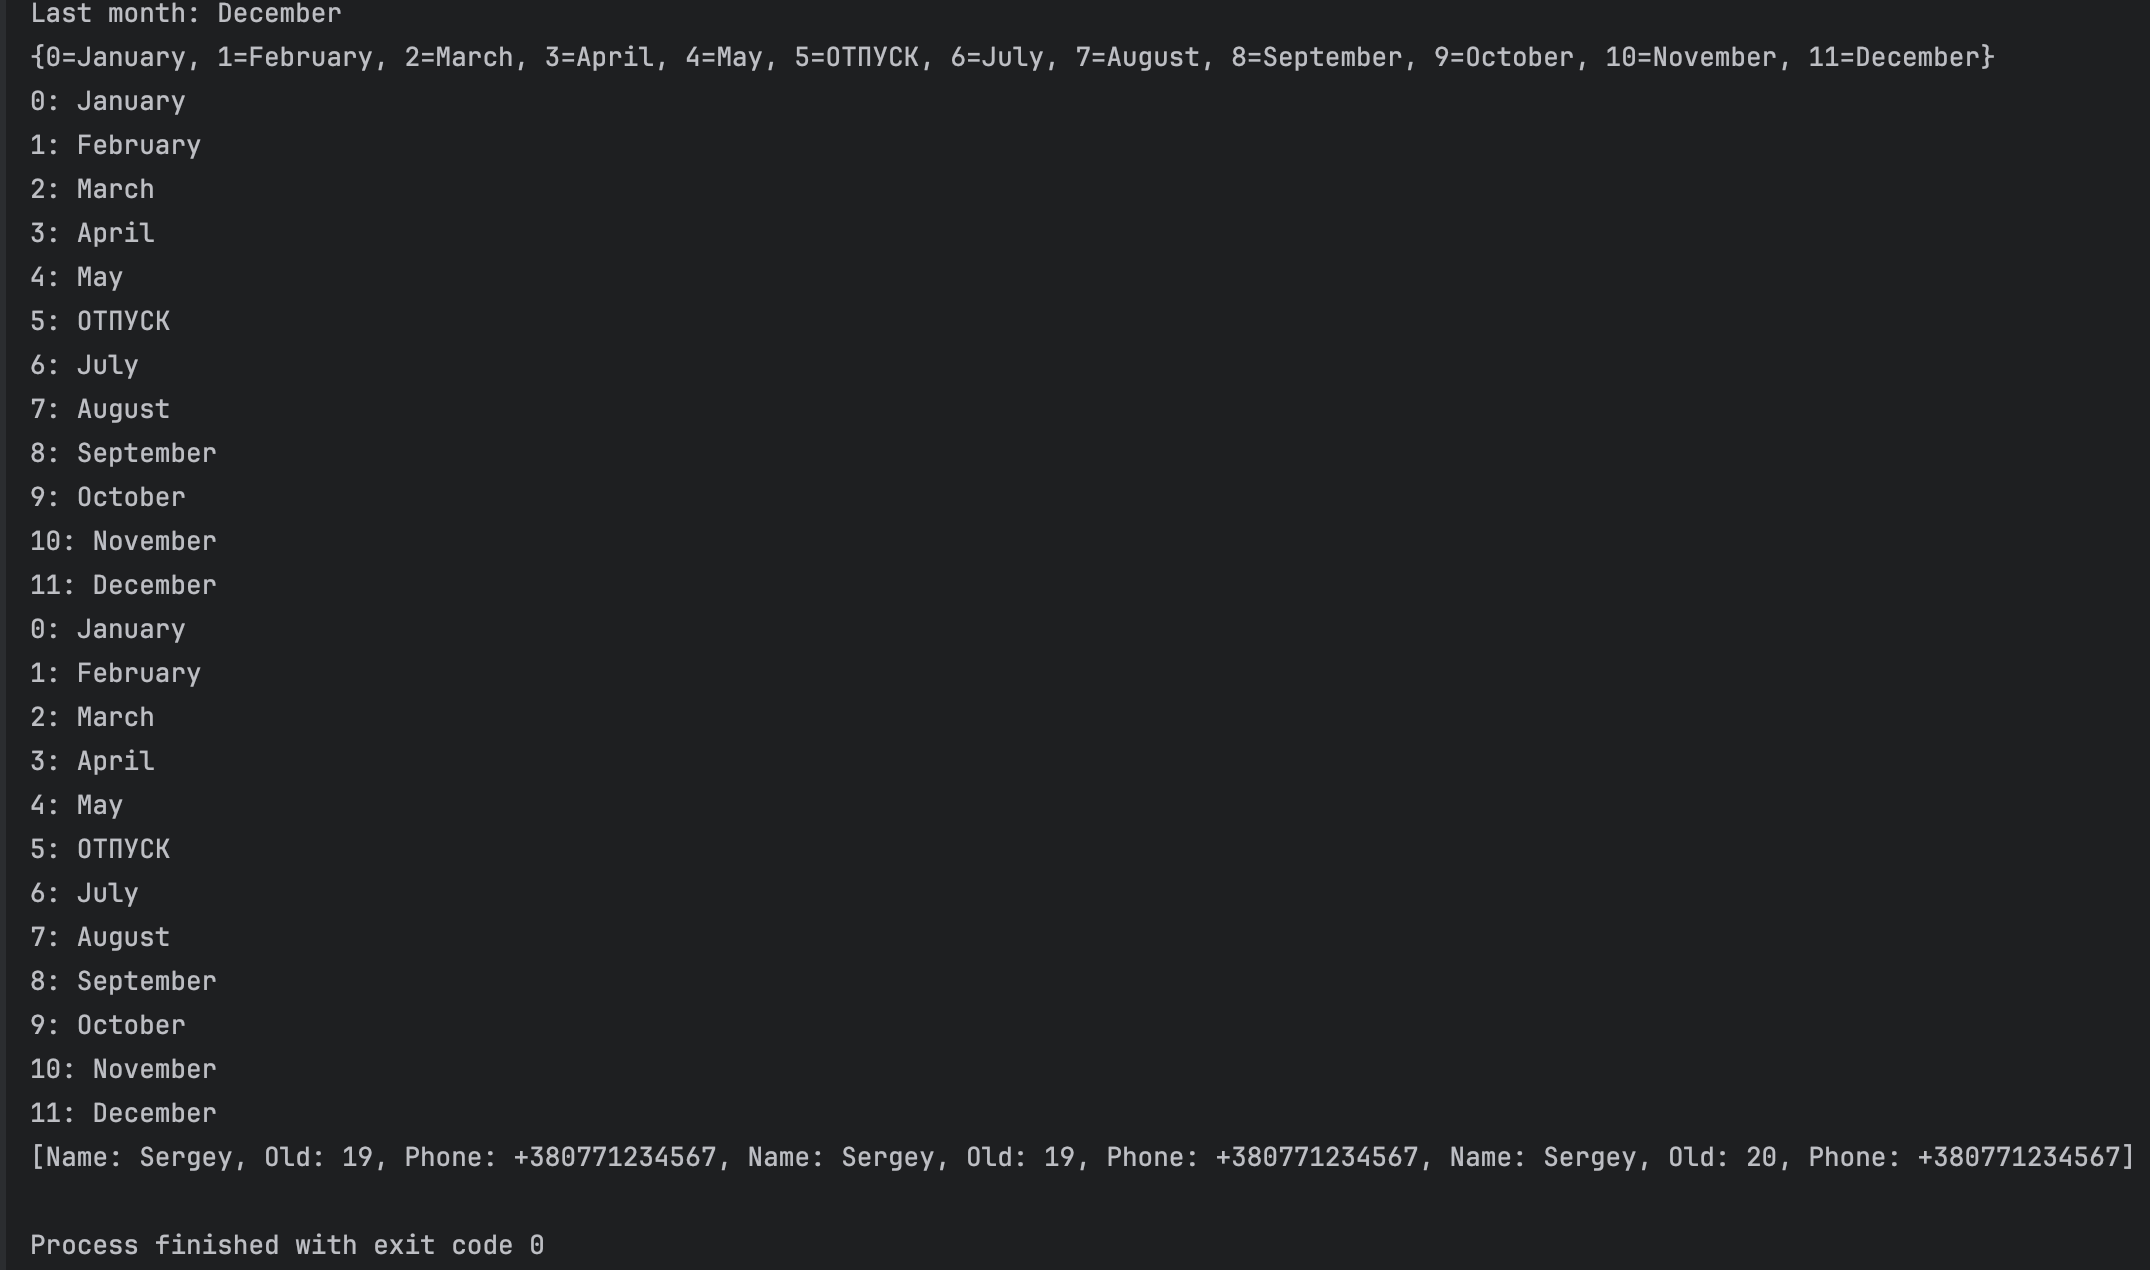 Last month: December
{0=January, 1=February, 2=March, 3=April, 4=May, 5=ОТПУСК, 6=July, 7=August, 8=September, 9=October, 10=November, 11=December}
0: January
1: February
2: March
3: April
4: May
5: ОТПУСК
6: July
7: August
8: September
9: October
10: November
11: December
0: January
1: February
2: March
3: April
4: May
5: ОТПУСК
6: July
7: August
8: September
9: October
10: November
11: December
[Name: Sergey, Old: 19, Phone: +380771234567, Name: Sergey, Old: 19, Phone: +380771234567, Name: Sergey, Old: 20, Phone: +380771234567]
Process finished with exit code 0